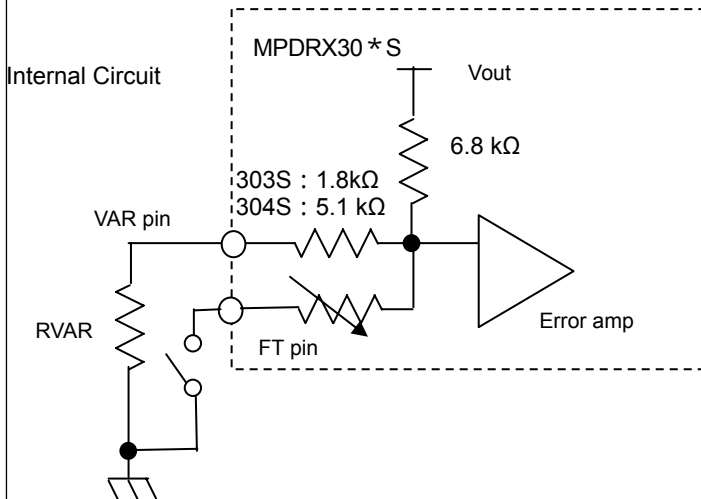 MPDRX30＊S
Internal Circuit
Vout
6.8 kΩ
303S：1.8kΩ
304S：5.1 kΩ
VAR pin
RVAR
FT pin
Error amp